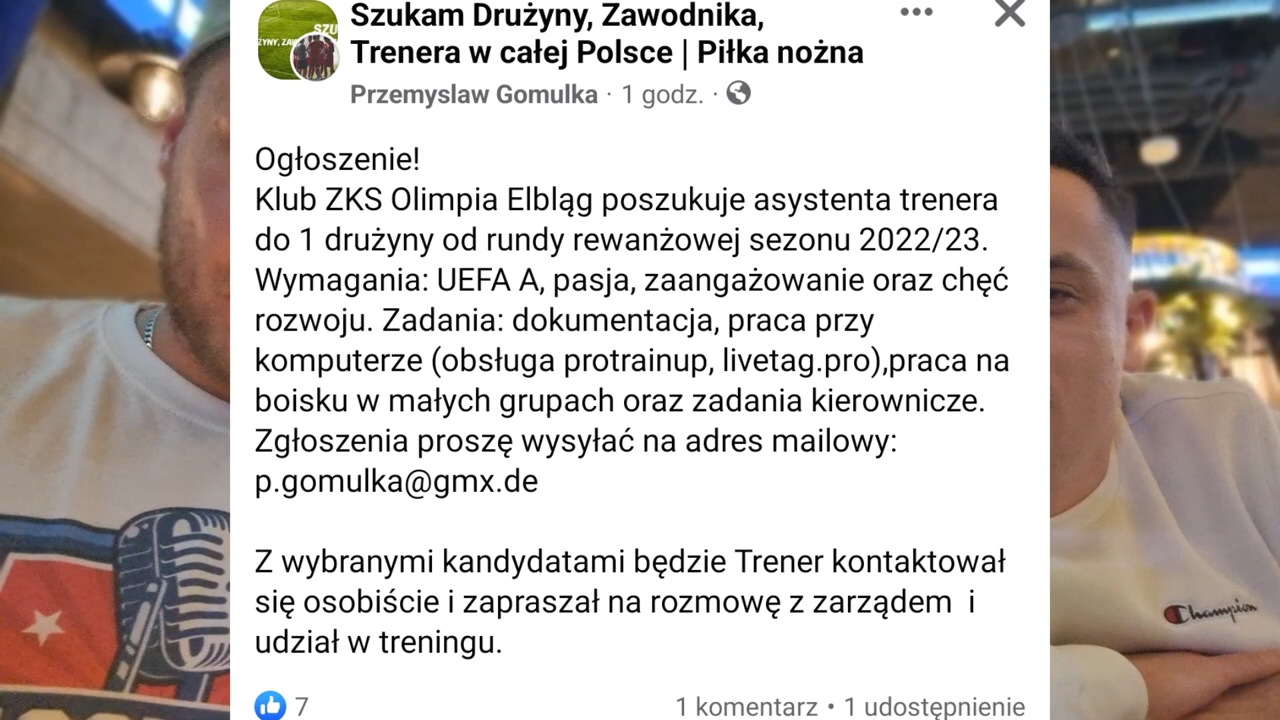 SZU
ZYNY, ZAW
Szukam Drużyny, Zawodnika,
Trenera w całej Polsce | Piłka nożna
Przemyslaw Gomulka · 1 godz. ·
Ogłoszenie!
Klub ZKS Olimpia Elbląg poszukuje asystenta trenera
do 1 drużyny od rundy rewanżowej sezonu 2022/23.
Wymagania: UEFA A, pasja, zaangażowanie oraz chęć
rozwoju. Zadania: dokumentacja, praca przy
komputerze (obsługa protrainup, livetag.pro),praca na
boisku w małych grupach oraz zadania kierownicze.
Zgłoszenia proszę wysyłać na adres mailowy:
p.gomulka@gmx.de
Z wybranymi kandydatami będzie Trener kontaktował
się osobiście i zapraszał na rozmowę z zarządem  i
udział w treningu.
7
1 komentarz • 1 udostępnienie
Champion